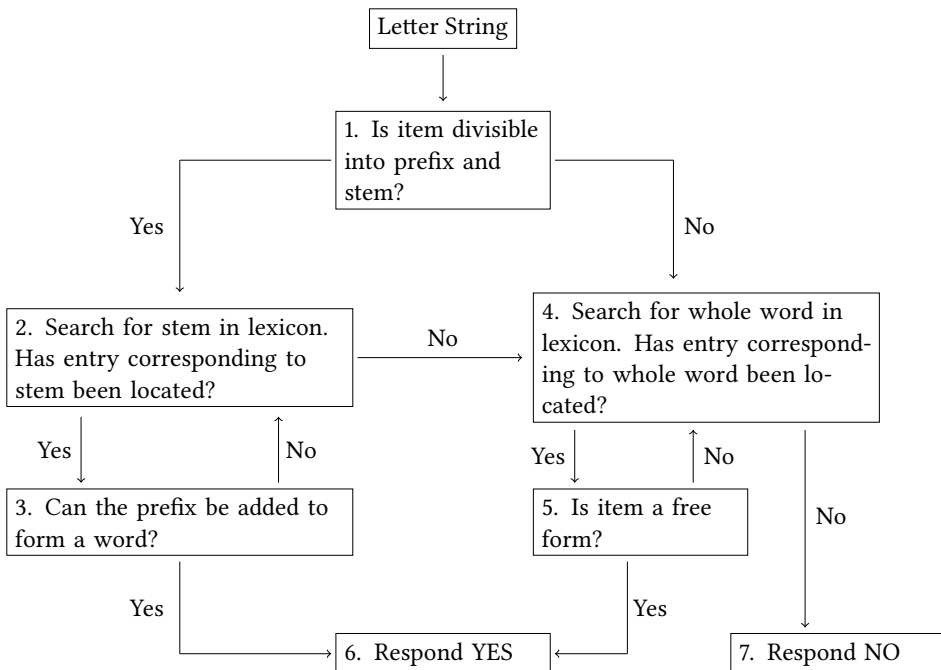 Letter String
1. Is item divisible
into prefix and
stem?
Yes
No
2. Search for stem in lexicon.
Has entry corresponding to
stem been located?
No
4. Search for whole word in
lexicon. Has entry correspond-
ing to whole word been lo-
cated?
Yes
No
Yes
No
3. Can the prefix be added to
form a word?
5. Is item a free
form?
No
Yes
Yes
6. Respond YES
7. Respond NO